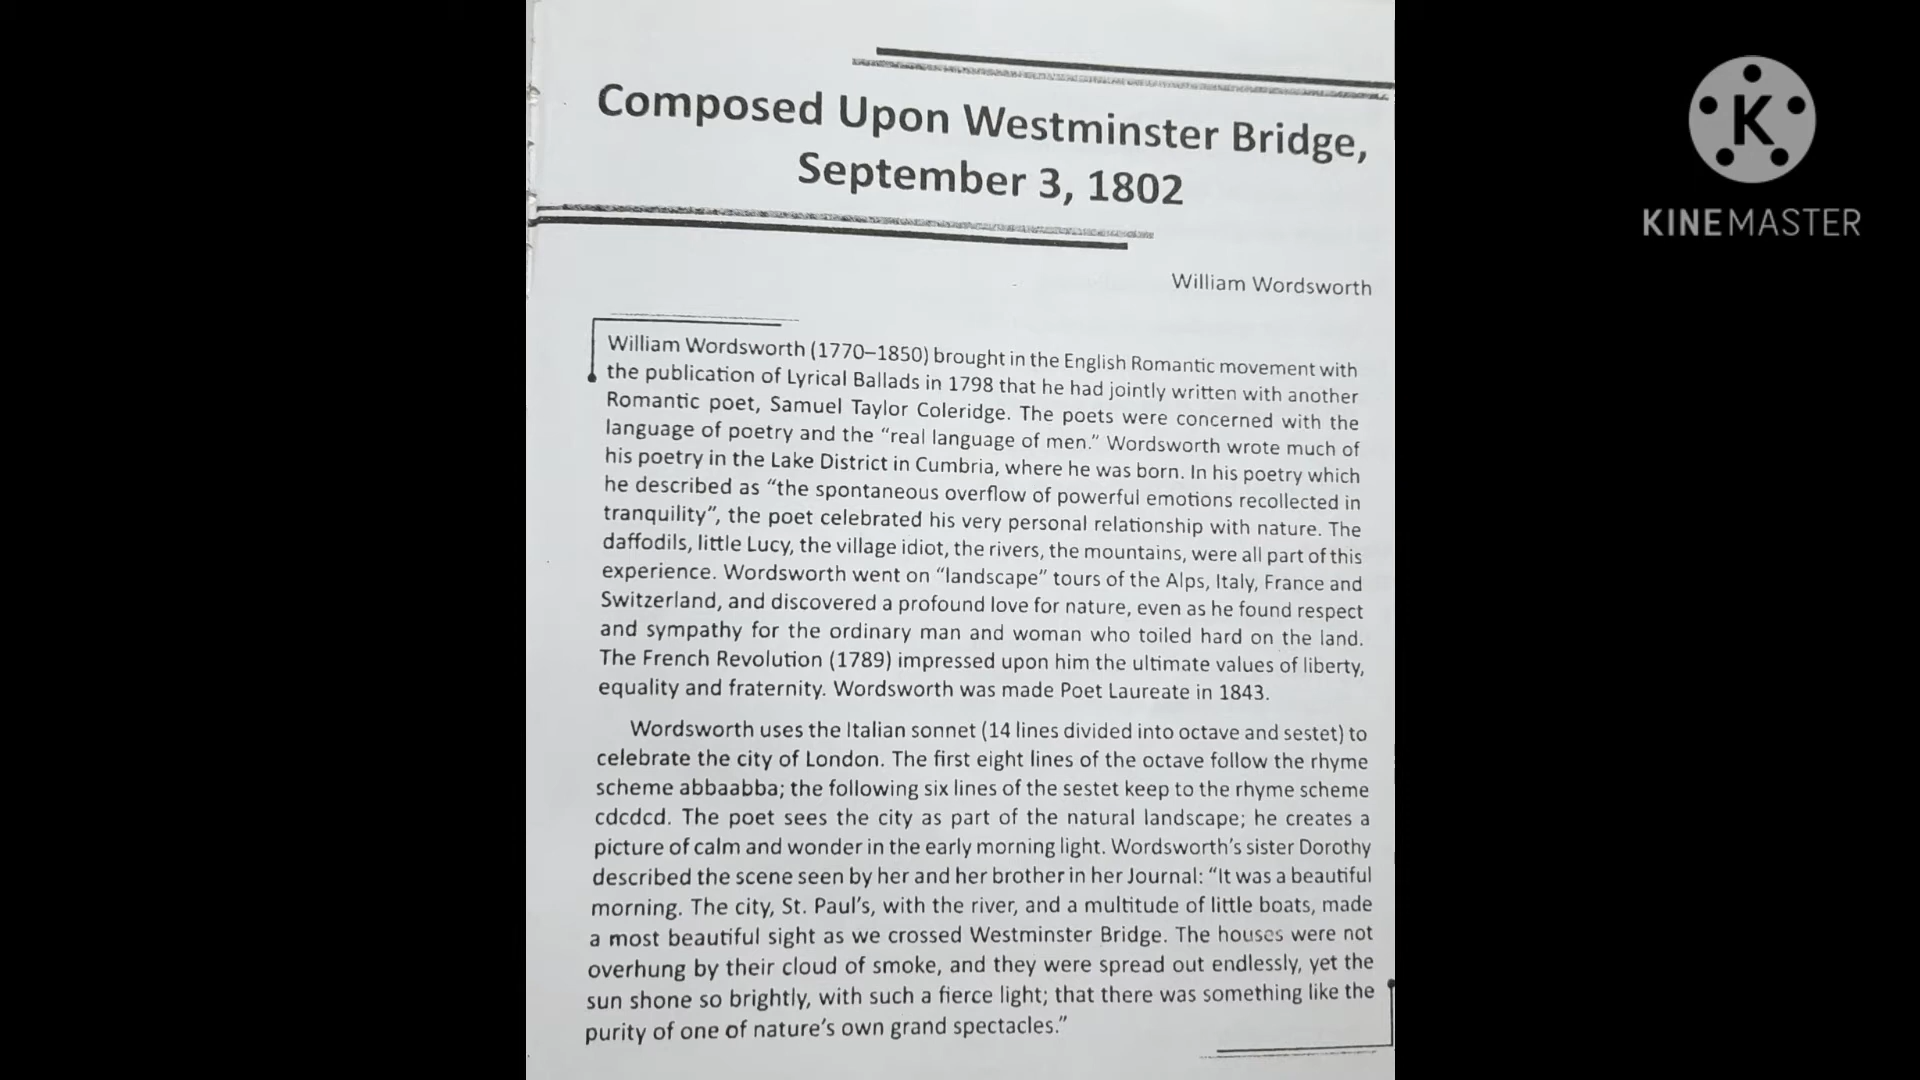 Composed Upon Westminster Bridge,
September 3, 1802
William Wordsworth
William Wordsworth (1770–1850) brought in the English Romantic movement with
the publication of Lyrical Ballads in 1798 that he had jointly written with another
Romantic poet, Samuel Taylor Coleridge. The poets were concerned with the
language of poetry and the “real language of men.” Wordsworth wrote much of
his poetry in the Lake District in Cumbria, where he was born. In his poetry which
he described as “the spontaneous overflow of powerful emotions recollected in
tranquility”, the poet celebrated his very personal relationship with nature. The
daffodils, little Lucy, the village idiot, the rivers, the mountains, were all part of this
experience. Wordsworth went on “landscape” tours of the Alps, Italy, France and
Switzerland, and discovered a profound love for nature, even as he found respect
and sympathy for the ordinary man and woman who toiled hard on the land.
The French Revolution (1789) impressed upon him the ultimate values of liberty,
equality and fraternity. Wordsworth was made Poet Laureate in 1843.
Wordsworth uses the Italian sonnet (14 lines divided into octave and sestet) to
celebrate the city of London. The first eight lines of the octave follow the rhyme
scheme abbaabba; the following six lines of the sestet keep to the rhyme scheme
cdcdcd. The poet sees the city as part of the natural landscape; he creates a
picture of calm and wonder in the early morning light. Wordsworth’s sister Dorothy
described the scene seen by her and her brother in her Journal: “It was a beautiful
morning. The city, St. Paul’s, with the river, and a multitude of little boats, made
a most beautiful sight as we crossed Westminster Bridge. The houses were not
overhung by their cloud of smoke, and they were spread out endlessly, yet the
sun shone so brightly, with such a fierce light; that there was something like the
purity of one of nature’s own grand spectacles.”
K
KINEMASTER